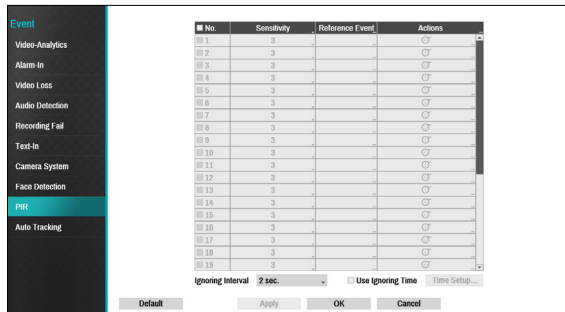 Event
Video-Analytics
Alarm-In
Video Loss
Audio Detection
Recording Fail
Text-In
Camera System
Face Detection
PIR
Auto Tracking
No. Sensitivity Reference Event Actions
1 3
2 3
3 3
4 3
5 3
6 3
7 3
8 3
9 3
10 3
11 3
12 3
13 3
14 3
15 3
16 3
17 3
18 3
19 3
Ignoring Interval 2 sec. Use Ignoring Time Time Setup...
Default Apply OK Cancel